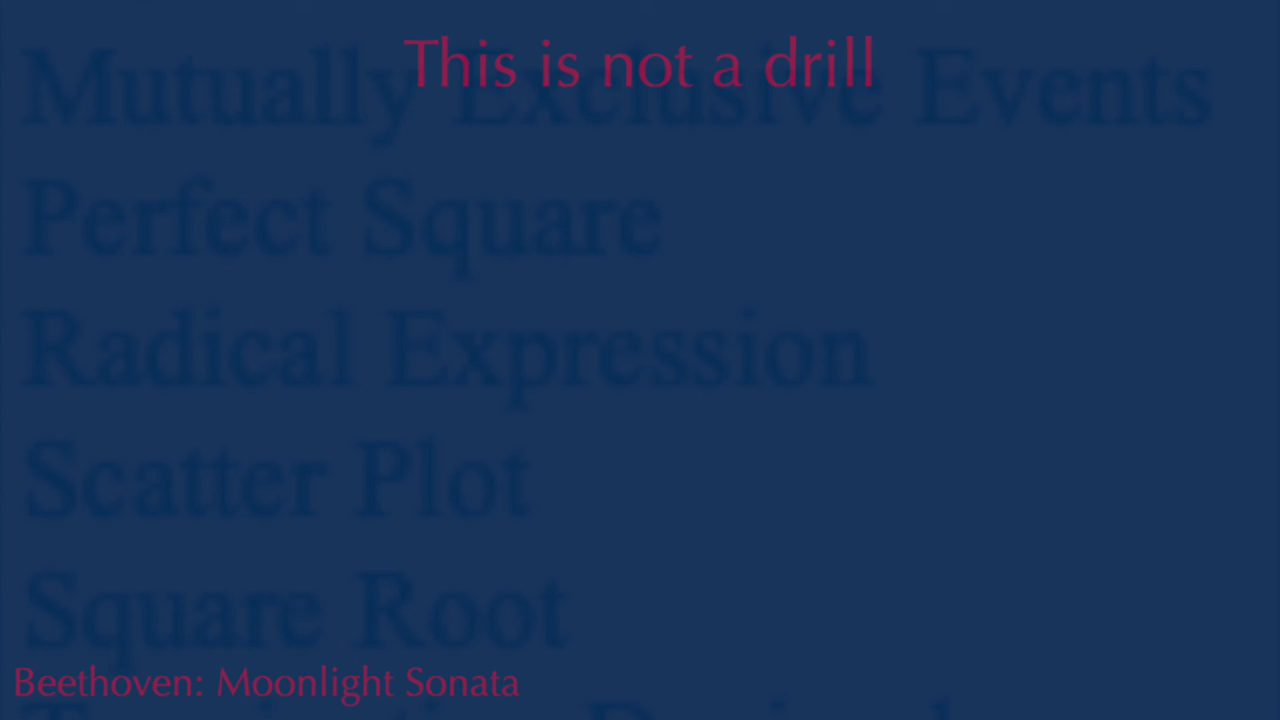 This is not a drill
Mutually Exclusive Events
Perfect Square
Radical Expression
Scatter Plot
Square Root
Beethoven: Moonlight Sonata